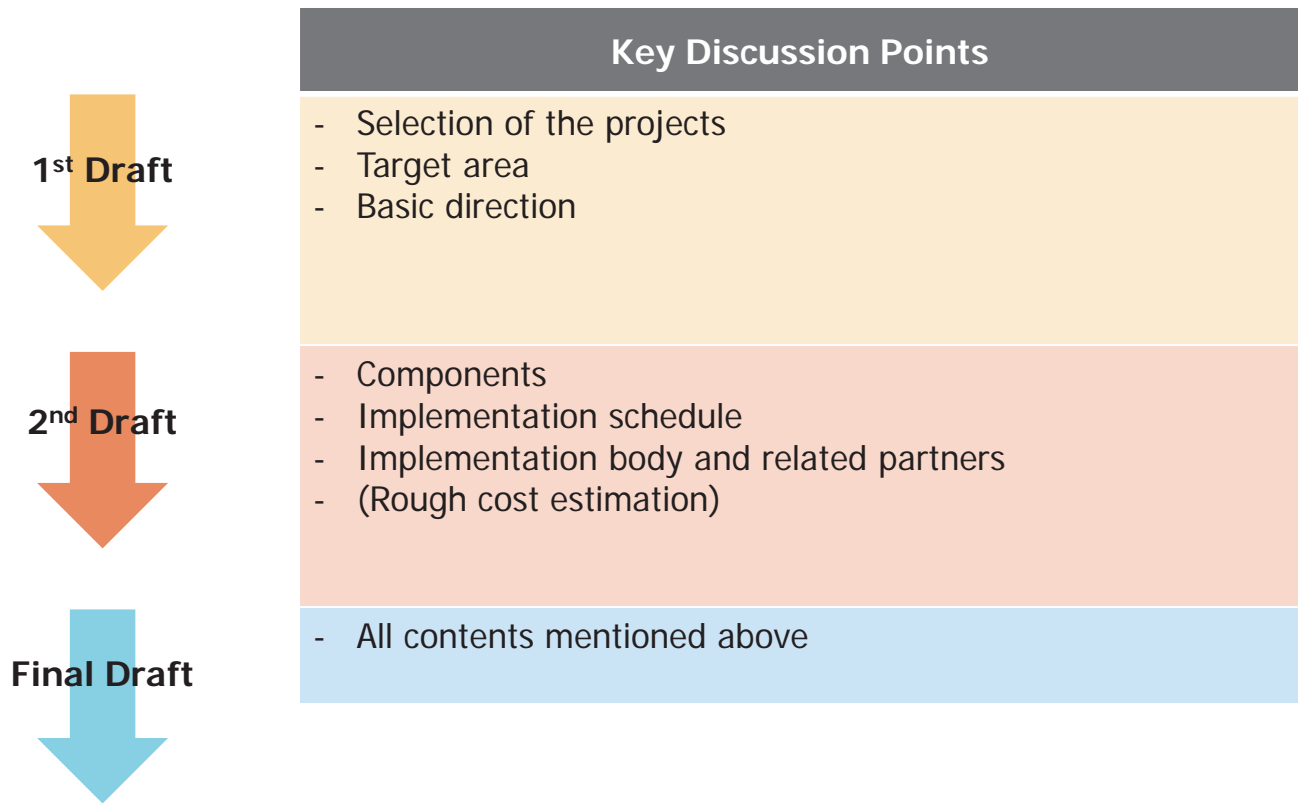 Key Discussion Points
1st Draft
- Selection of the projects
- Target area
- Basic direction
2nd Draft
- Components
- Implementation schedule
- Implementation body and related partners
- (Rough cost estimation)
Final Draft
- All contents mentioned above